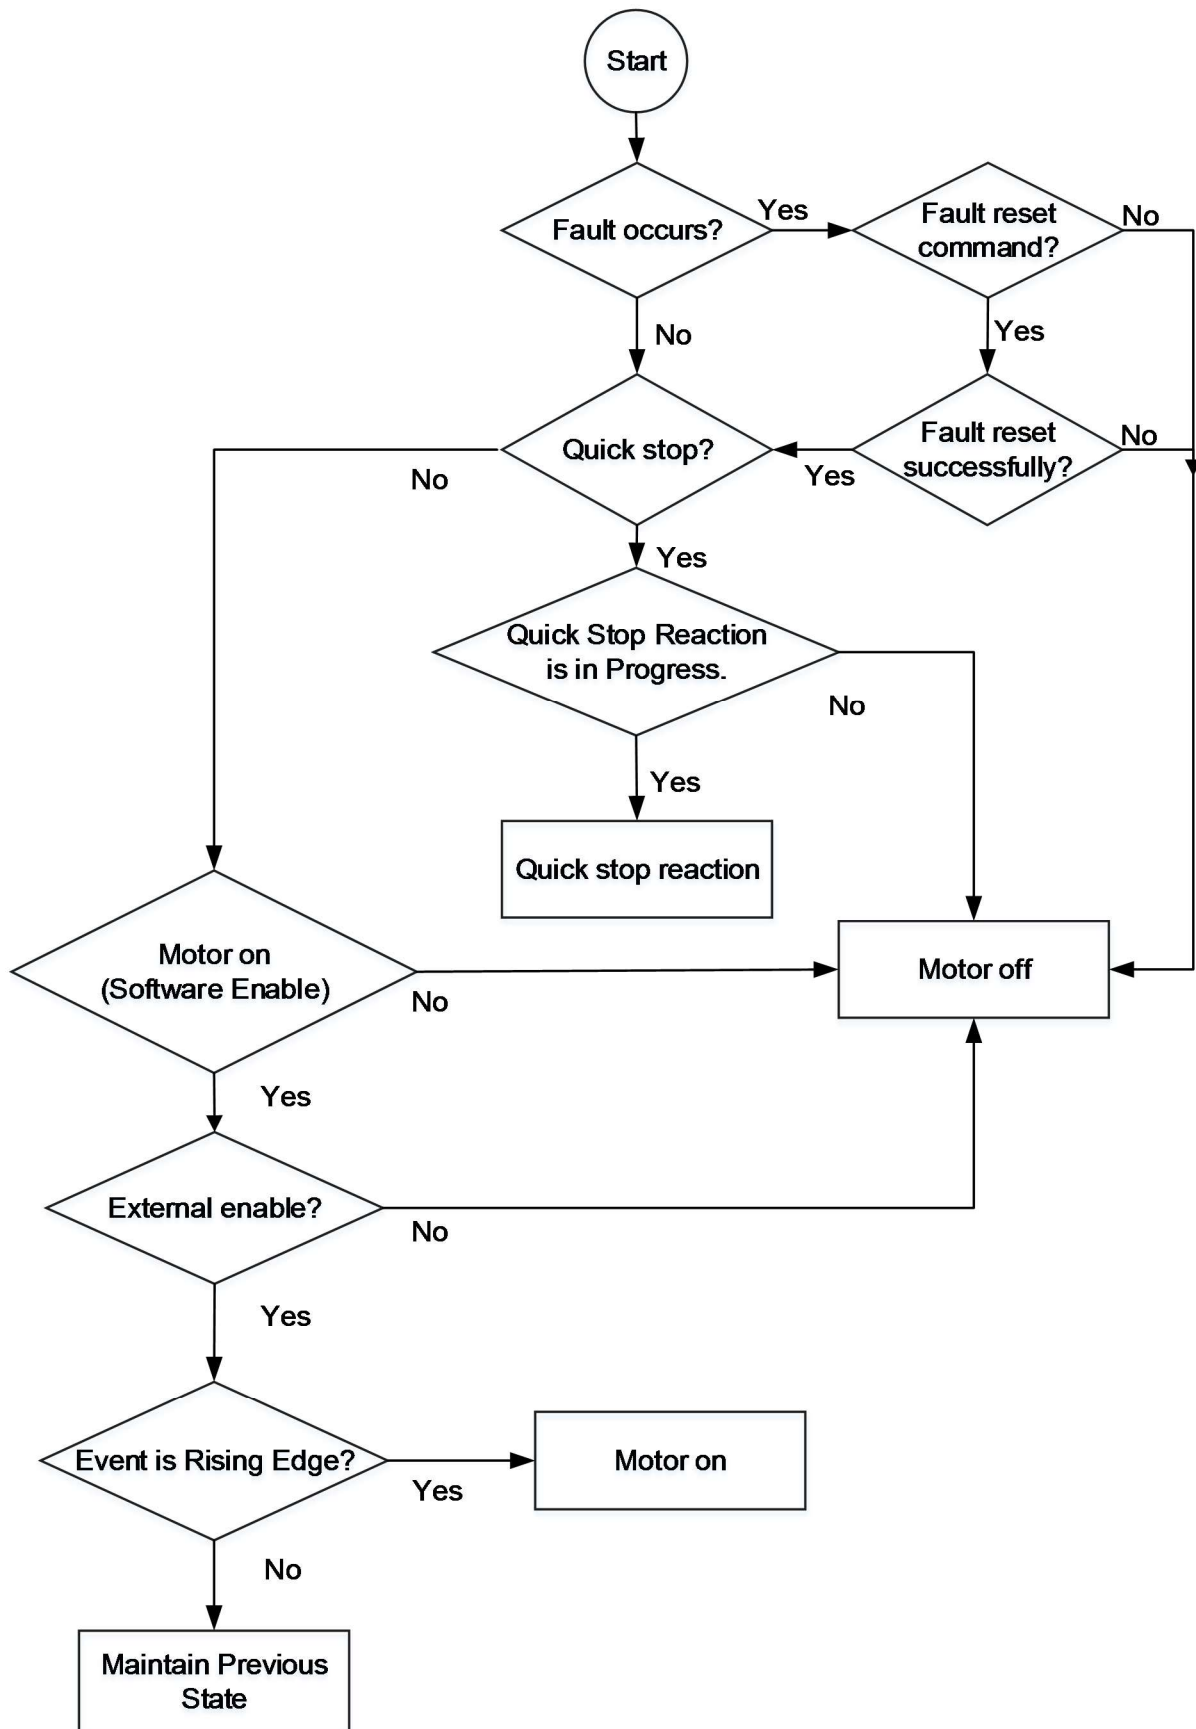 Start
Fault occurs?
Yes
Fault reset
command?
No
No
Yes
Quick stop?
Fault reset
successfully?
No
No
Yes
Yes
Quick Stop Reaction
is in Progress.
No
Yes
Quick stop reaction
Motor on
(Software Enable)
Motor off
No
Yes
External enable?
No
Yes
Event is Rising Edge?
Motor on
Yes
No
Maintain Previous
State